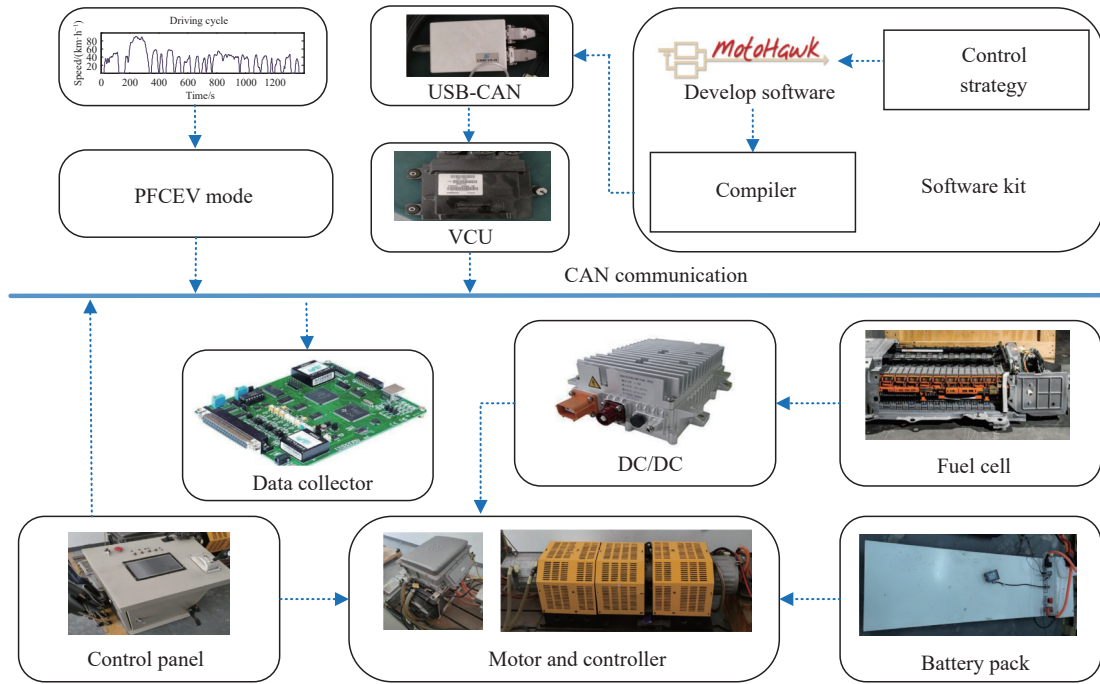 Driving cycle
Speed/(km·h⁻¹)
80
60
40
20
0 200 400 600 800 1000 1200
Time/s
USB-CAN
MotoHawk
Develop software
Control
strategy
PFCEV mode
VCU
Compiler
Software kit
CAN communication
Data collector
DC/DC
Fuel cell
Control panel
Motor and controller
Battery pack